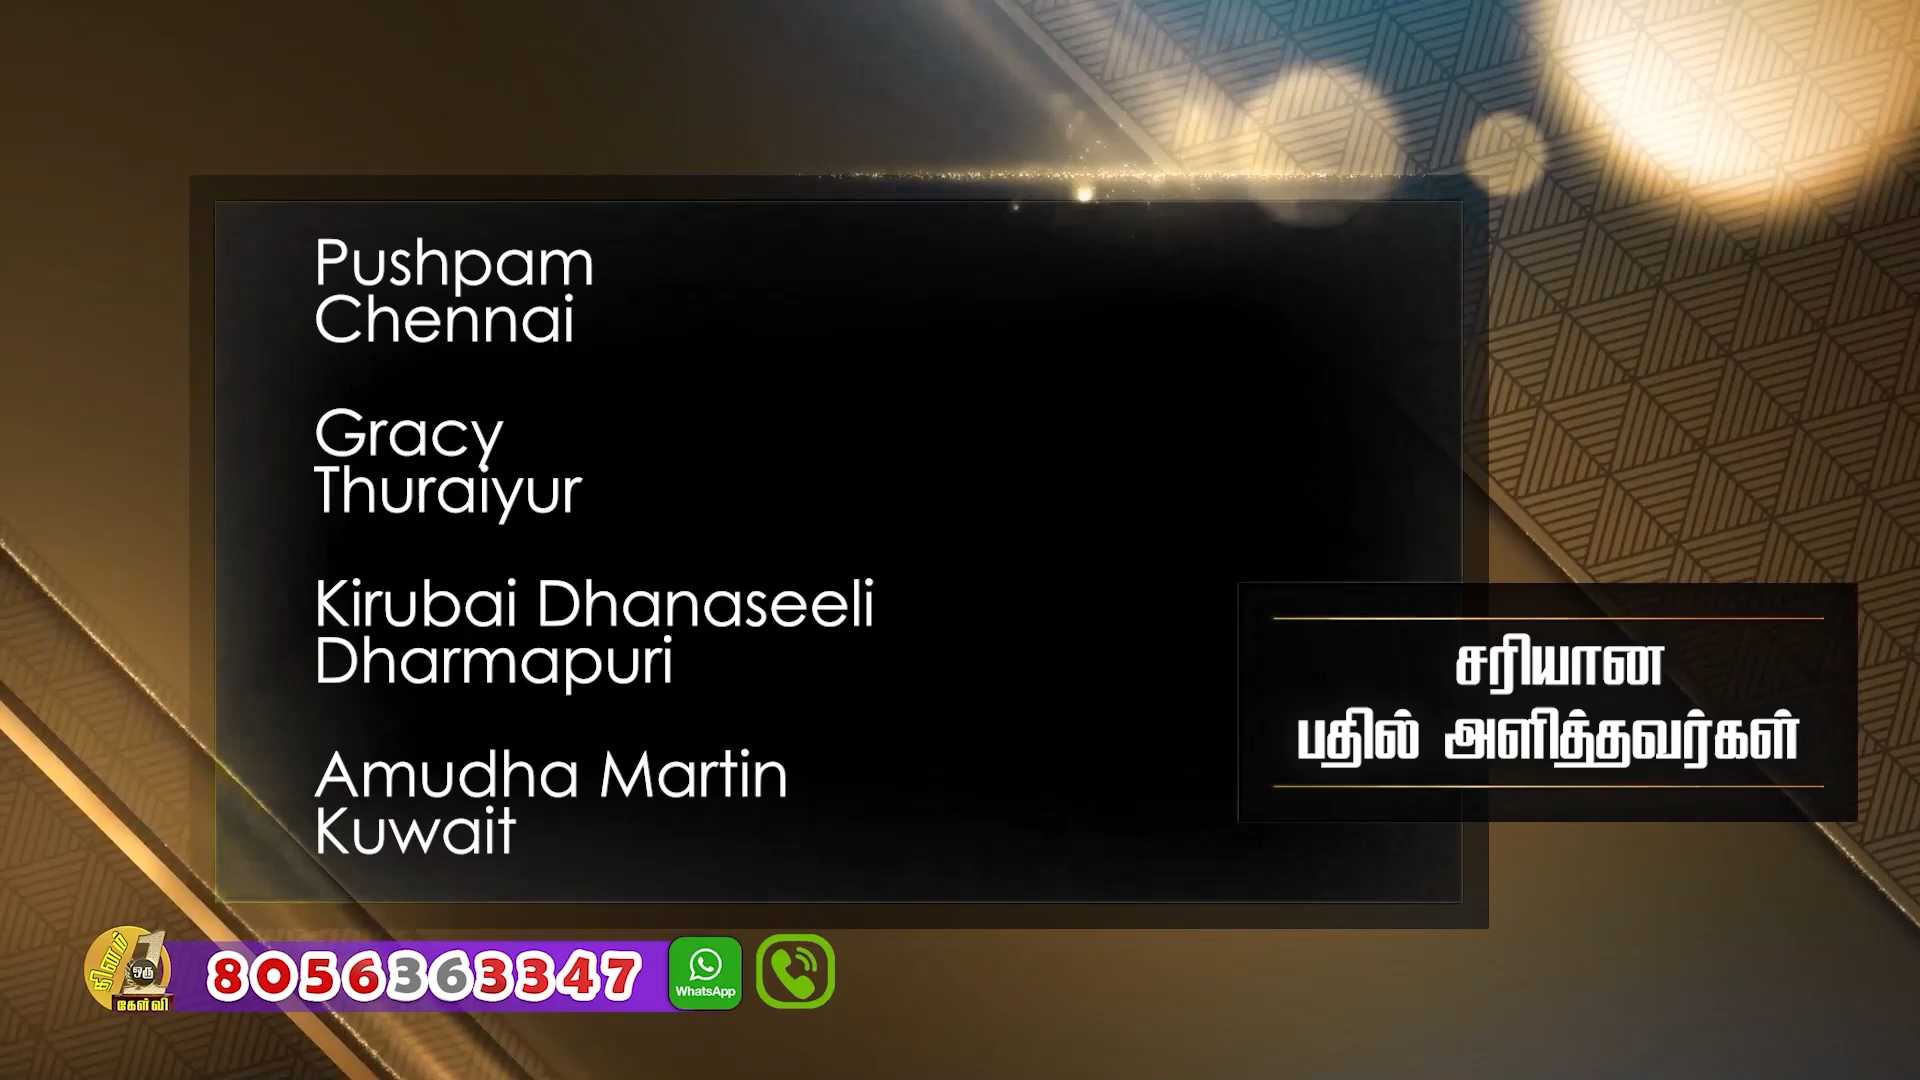 Pushpam
Chennai
Gracy
Thuraiyur
Kirubai Dhanaseeli
Dharmapuri
Amudha Martin
Kuwait
சரியான
பதில் அளித்தவர்கள்
தினம்
1
ஒரு
கேள்வி
8056363347
WhatsApp